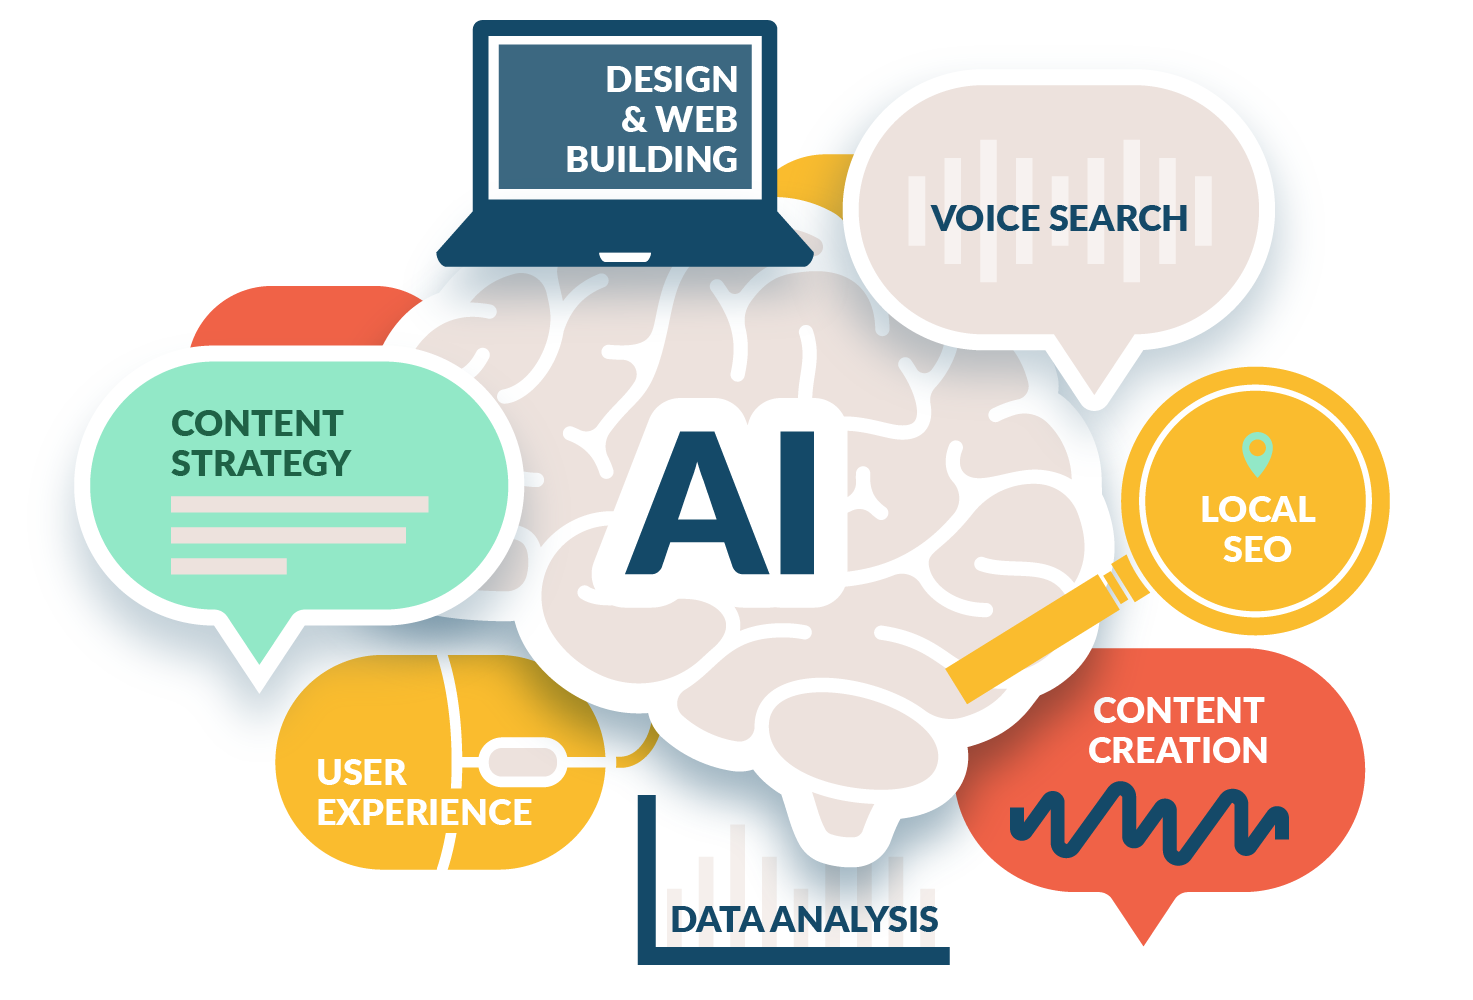 DESIGN
& WEB
BUILDING
VOICE SEARCH
CONTENT
STRATEGY
AI
LOCAL
SEO
USER
EXPERIENCE
CONTENT
CREATION
DATA ANALYSIS